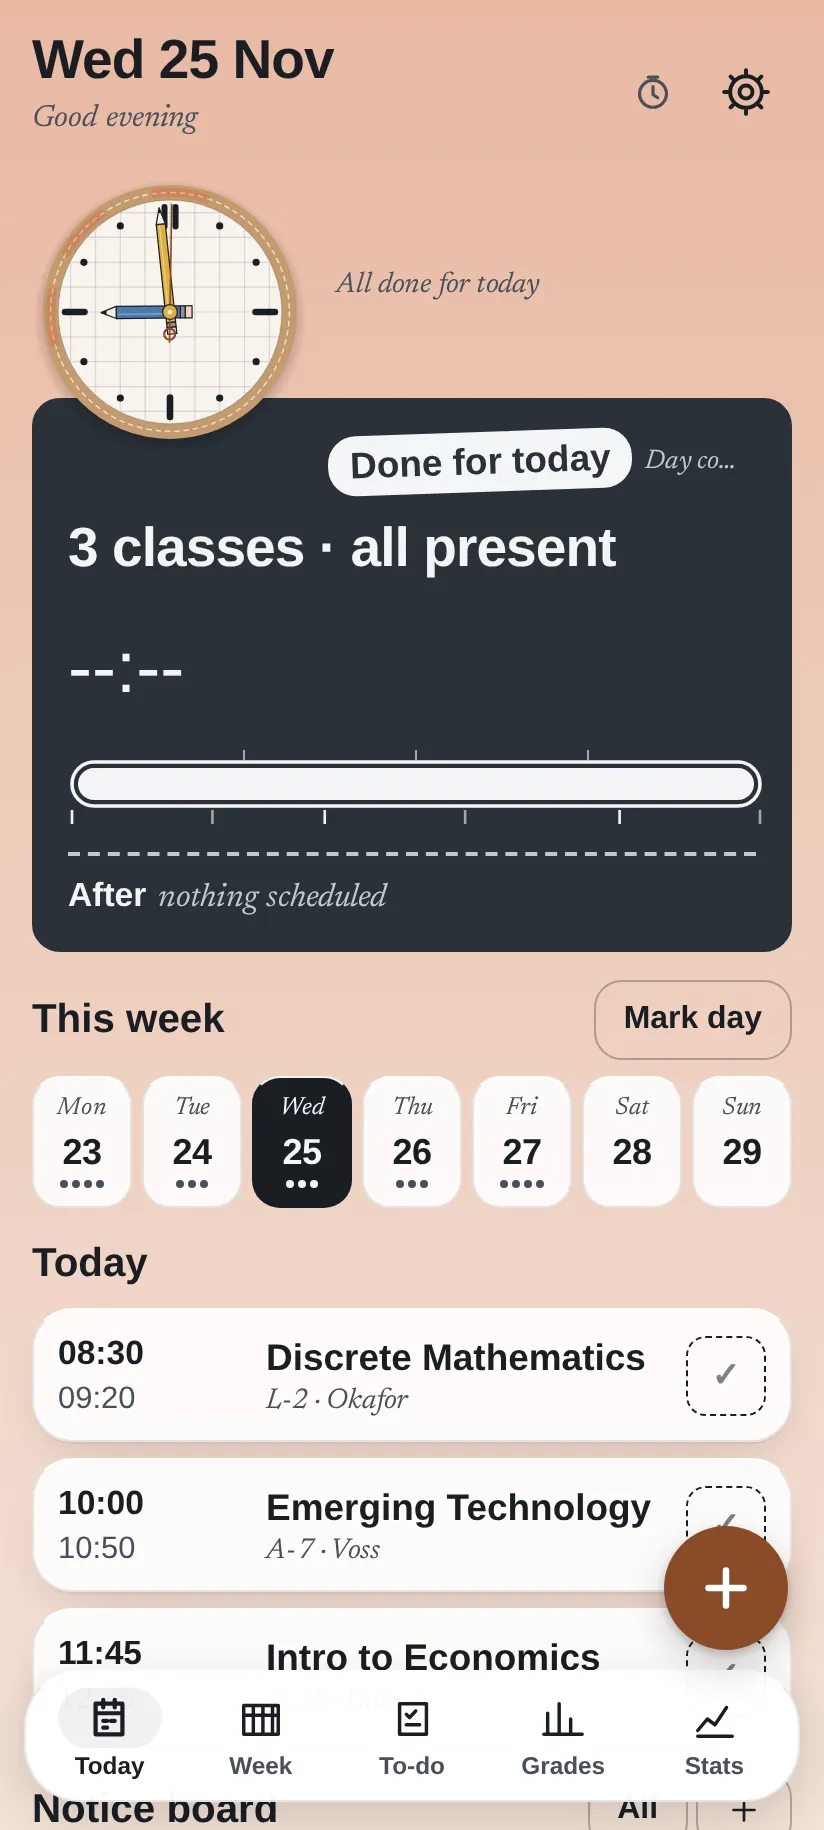 Wed 25 Nov
Good evening
All done for today
Done for today Day co...
3 classes · all present
--:--
After nothing scheduled
This week
Mark day
Mon Tue Wed Thu Fri Sat Sun
23 24 25 26 27 28 29
Today
08:30
09:20
Discrete Mathematics
L-2 · Okafor
10:00
10:50
Emerging Technology
A-7 · Voss
11:45
Intro to Economics
Today Week To-do Grades Stats
Notice board
All